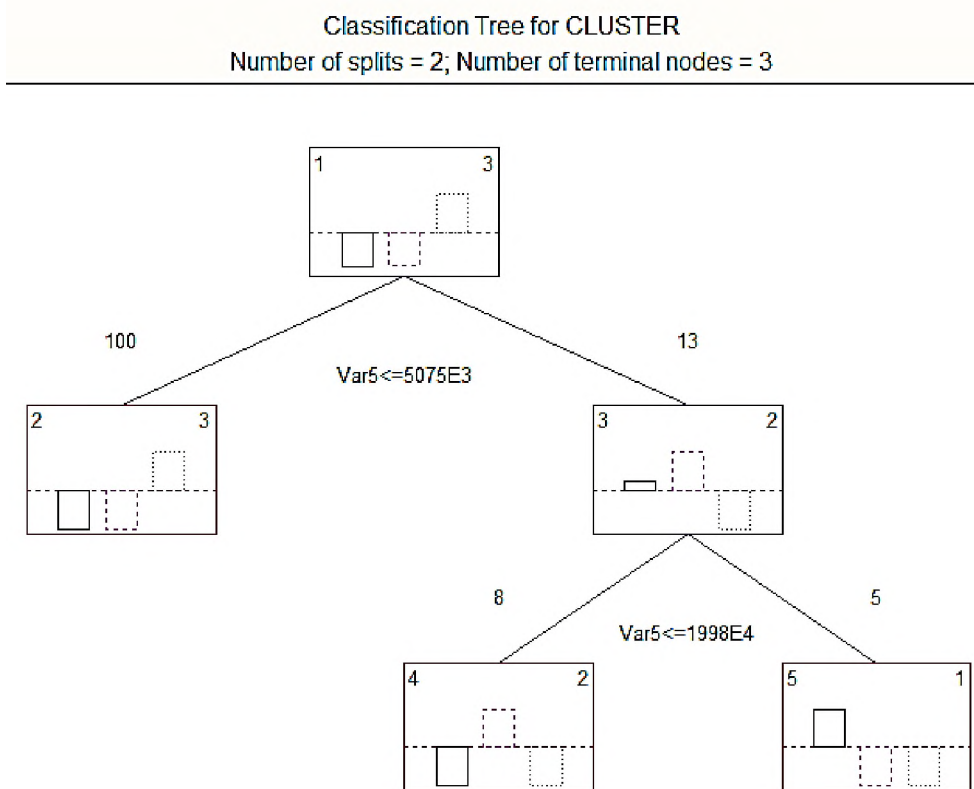 Classification Tree for CLUSTER
Number of splits = 2; Number of terminal nodes = 3
1 3
100 13
Var5<=5075E3
2 3 3 2
8 5
Var5<=1998E4
4 2 5 1